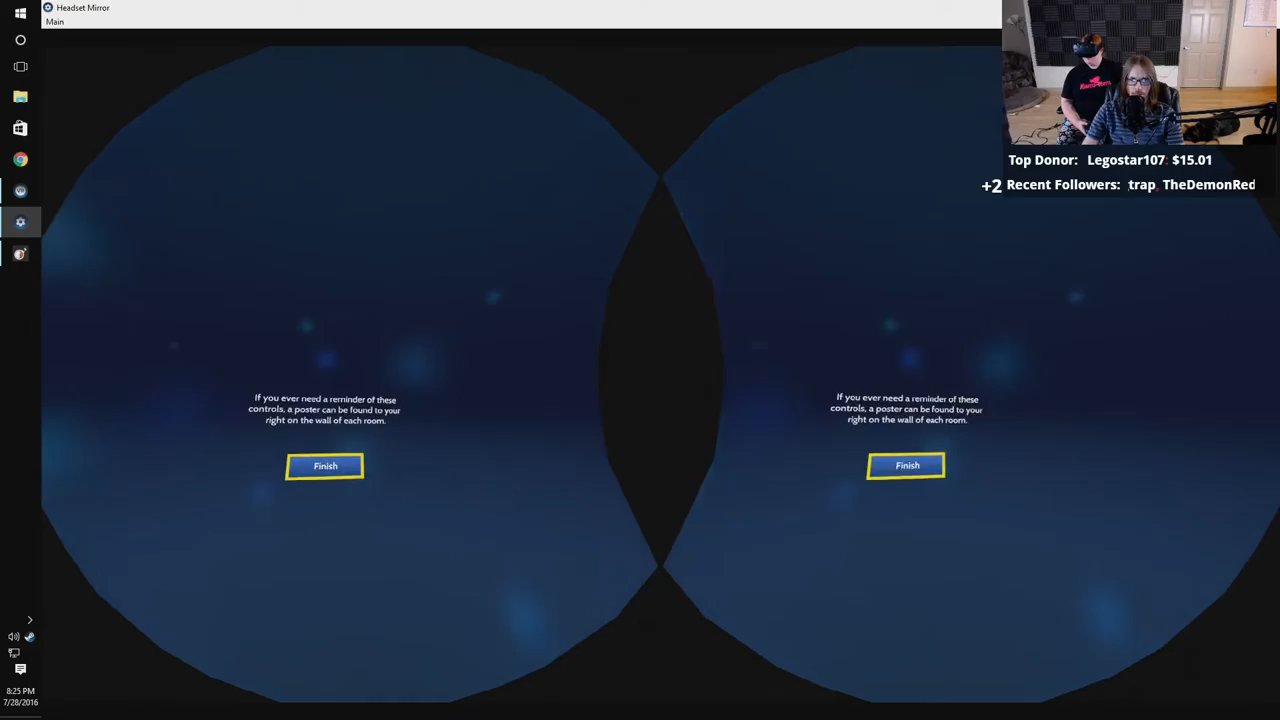 Headset Mirror
Main
Top Donor: Legostar107: $15.01
+2 Recent Followers: trap, TheDemonRed
If you ever need a reminder of these
controls, a poster can be found to your
right on the wall of each room.
Finish
If you ever need a reminder of these
controls, a poster can be found to your
right on the wall of each room.
Finish
8:25 PM
7/28/2016